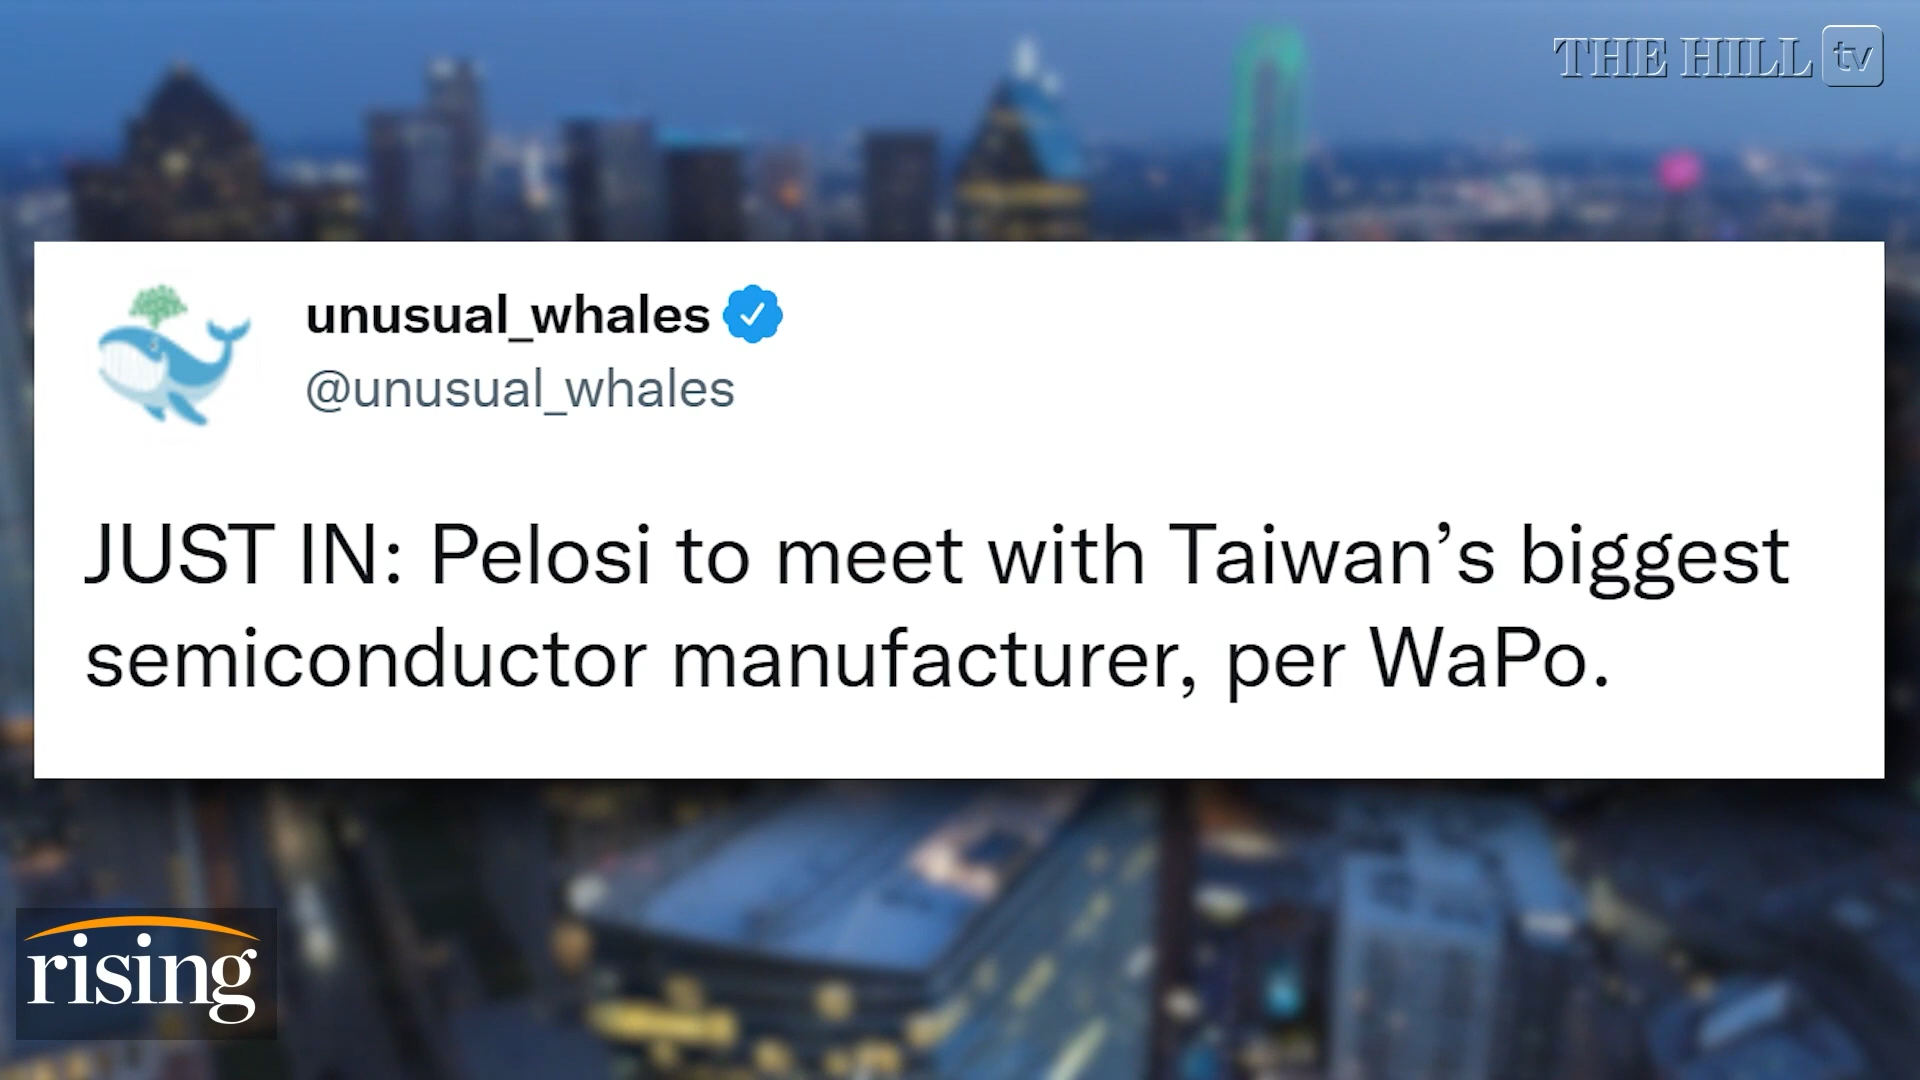 THE HILL tv
unusual_whales
@unusual_whales
JUST IN: Pelosi to meet with Taiwan’s biggest
semiconductor manufacturer, per WaPo.
rising